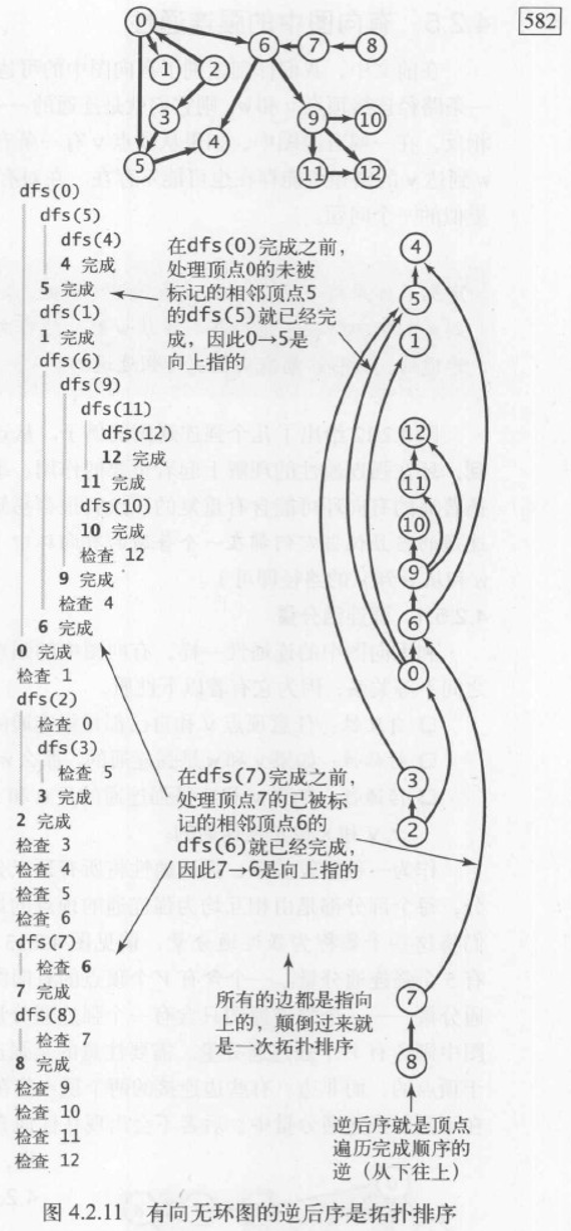 582
0
6
7
8
1
3
4
9
10
5
11
12
dfs(0)
dfs(5)
dfs(4)
4 完成
5 完成
dfs(1)
1 完成
dfs(6)
dfs(9)
dfs(11)
dfs(12)
12 完成
11 完成
dfs(10)
10 完成
检查 12
9 完成
检查 4
6 完成
0 完成
检查 1
dfs(2)
检查 0
dfs(3)
检查 5
3 完成
2 完成
检查 3
检查 4
检查 5
检查 6
dfs(7)
检查 6
7 完成
dfs(8)
检查 7
8 完成
检查 9
检查 10
检查 11
检查 12
在dfs(0)完成之前,
处理顶点0的未被
标记的相邻顶点5
的dfs(5)就已经完
成，因此0→5是
向上指的
4
5
1
12
11
10
9
6
0
3
2
7
8
在dfs(7)完成之前,
处理顶点7的已被标
记的相邻顶点6的
dfs(6)就已经完成,
因此7→6是向上指的
所有的边都是指向
上的，颠倒过来就
是一次拓扑排序
逆后序就是顶点
遍历完成顺序的
逆（从下往上）
图 4.2.11 有向无环图的逆后序是拓扑排序